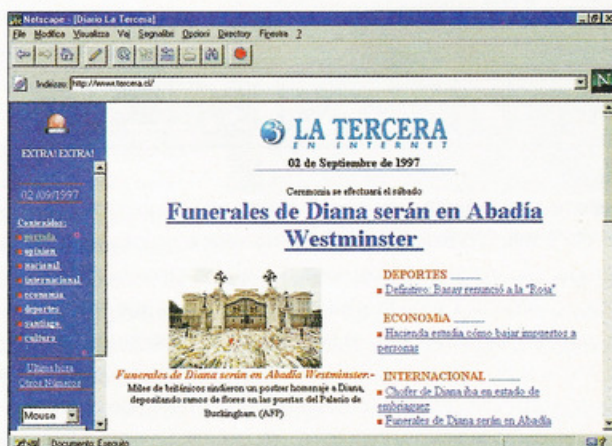 Netscape - [Diario La Tercera]
File Modifica Visualizza Vai Segnalibri Opzioni Directory Finestra ?
Indirizzo: http://www.tercera.cl/
EXTRA! EXTRA!
02/09/1997
Contenidos:
portada
opinion
nacional
internacional
economia
deportes
santiago
cultura
Ultima hora
Otros Números
Mouse
LA TERCERA
EN INTERNET
02 de Septiembre de 1997
Ceremonia se efectuará el sábado
Funerales de Diana serán en Abadía
Westminster
Funerales de Diana serán en Abadía Westminster.-
Miles de británicos rindieron un postrer homenaje a Diana,
depositando ramos de flores en las puertas del Palacio de
Buckingham. (AFP)
DEPORTES
Definitivo: Basay renunció a la "Roja"
ECONOMIA
Hacienda estudia cómo bajar impuestos a
personas
INTERNACIONAL
Chofer de Diana iba en estado de
embriaguez
Funerales de Diana serán en Abadía
Documento: Eseguito